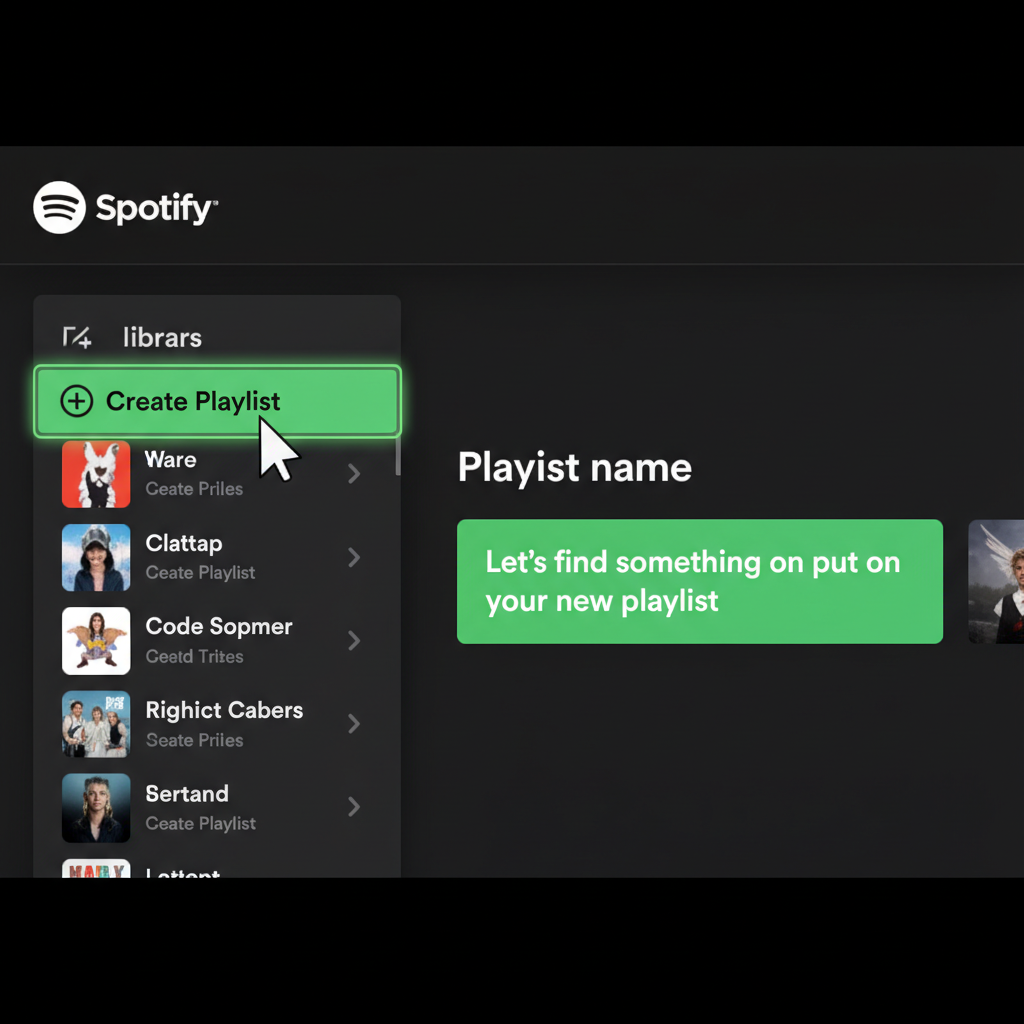 Spotify
librars
Create Playlist
Ware
Ceate Priles
Clattap
Ceate Playlist
Code Sopmer
Ceetd Trites
Righict Cabers
Seate Priles
Sertand
Ceate Playlist
Playist name
Let's find something on put on
your new playlist